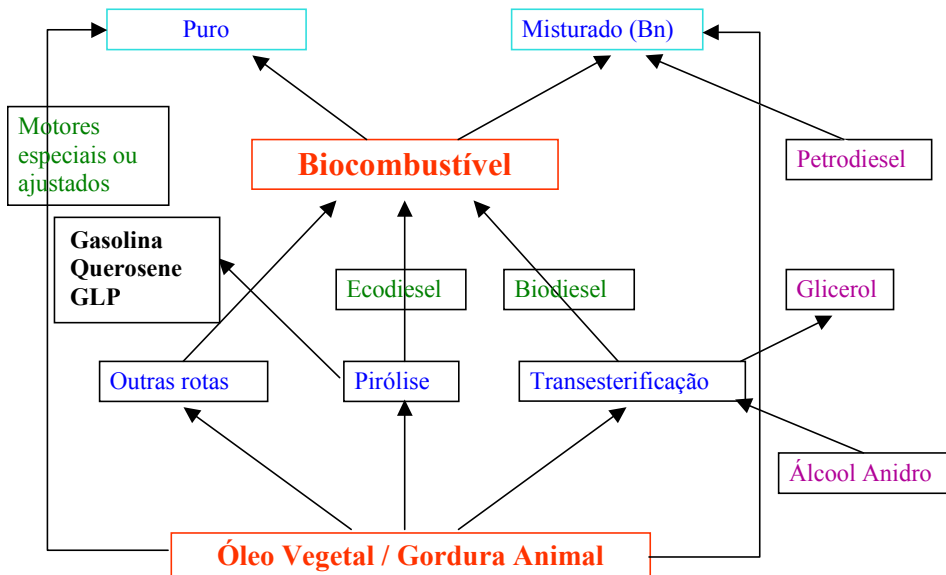 Puro
Misturado (Bn)
Motores
especiais ou
ajustados
Biocombustível
Petrodiesel
Gasolina
Querosene
GLP
Ecodiesel
Biodiesel
Glicerol
Outras rotas
Pirólise
Transesterificação
Álcool Anidro
Óleo Vegetal / Gordura Animal